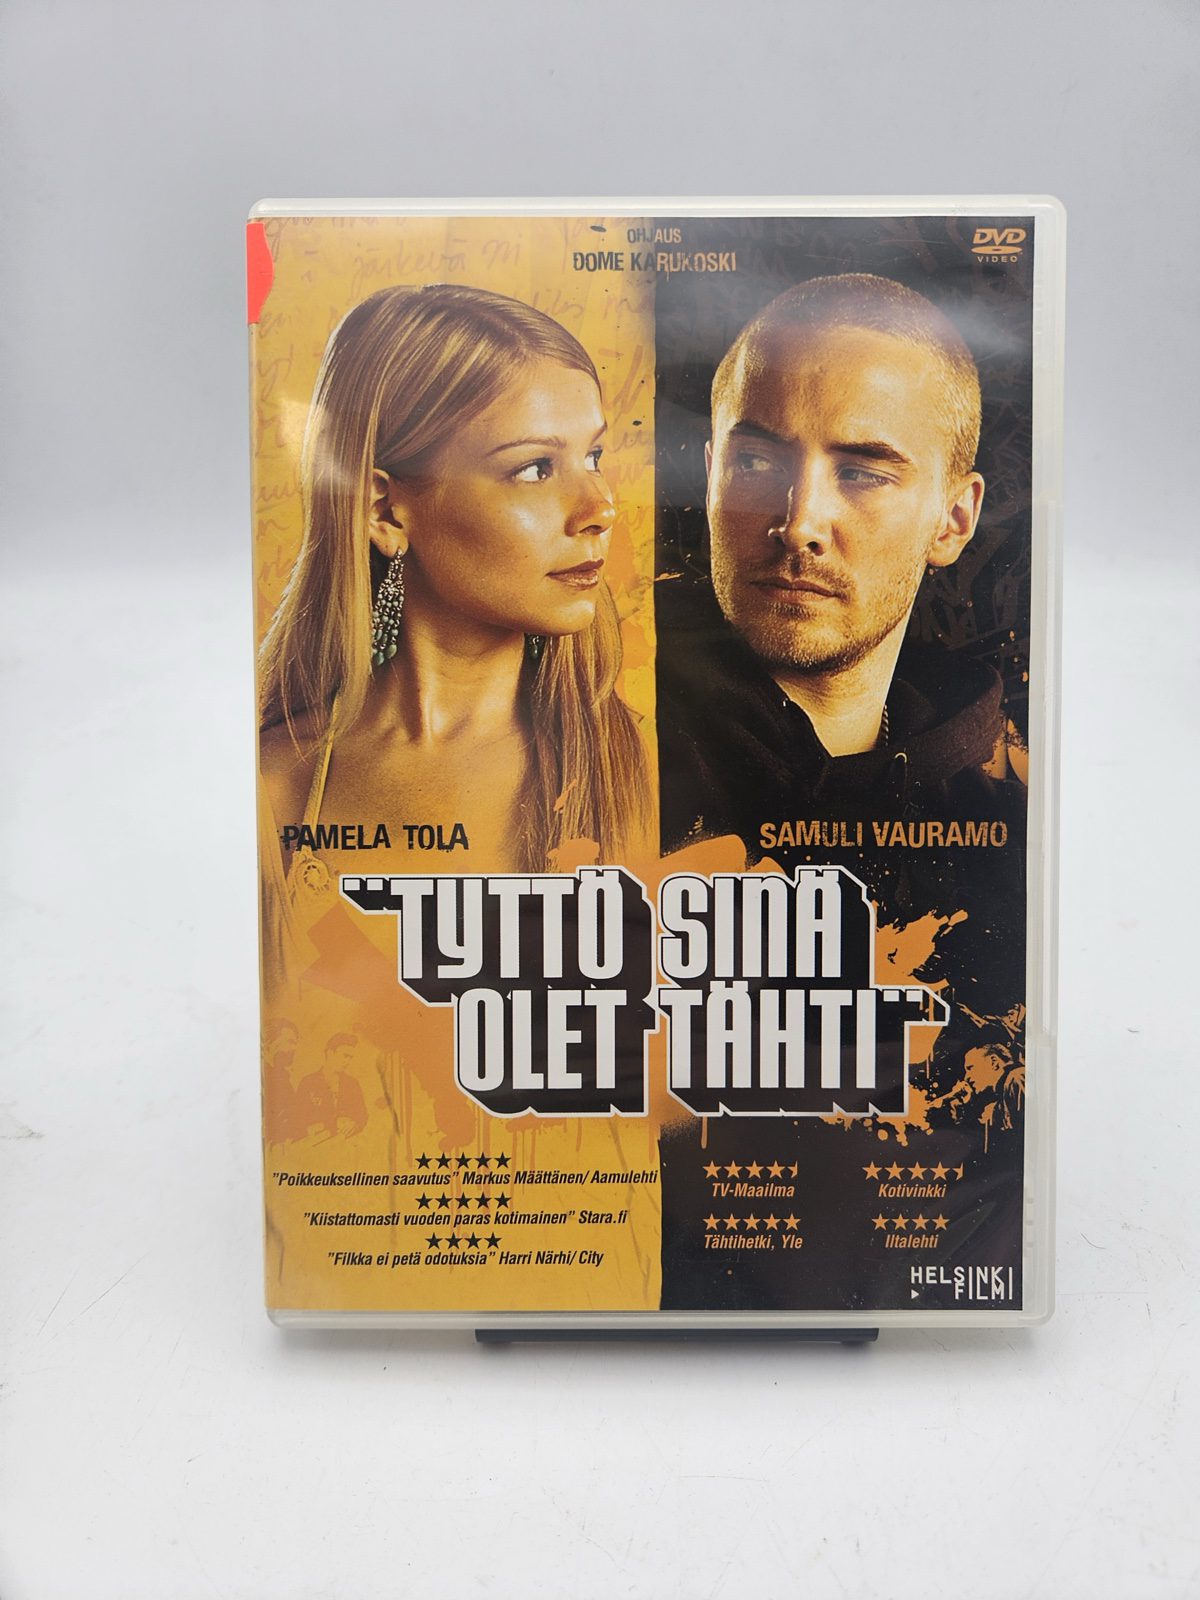 OHJAUS
DOME KARUKOSKI
DVD
VIDEO
järkevä
PAMELA TOLA
SAMULI VAURAMO
"TYTTÖ SINÄ
OLET TÄHTI"
"Poikkeuksellinen saavutus" Markus Määttänen/ Aamulehti
"Kiistattomasti vuoden paras kotimainen" Stara.fi
"Filkka ei petä odotuksia" Harri Närhi/ City
TV-Maailma
Kotivinkki
Tähtihetki, Yle
Iltalehti
HELSINKI
FILMI